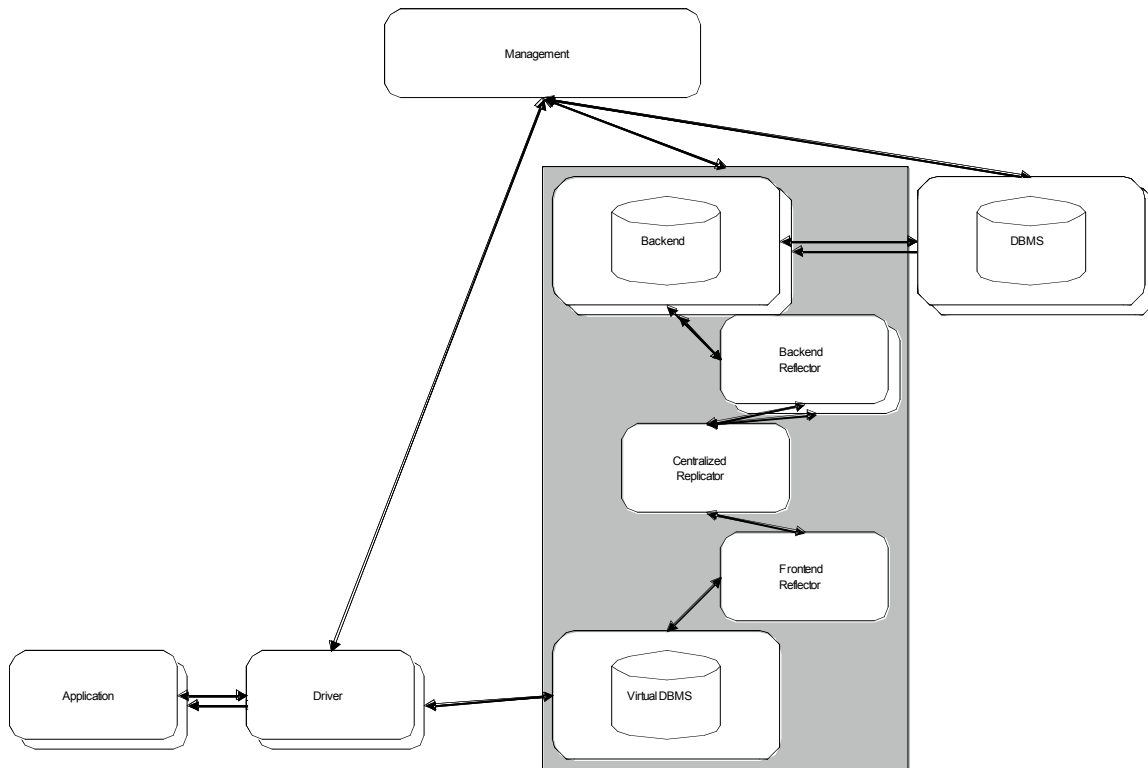 Management
Backend
DBMS
Backend
Reflector
Centralized
Replicator
Frontend
Reflector
Application
Driver
Virtual DBMS